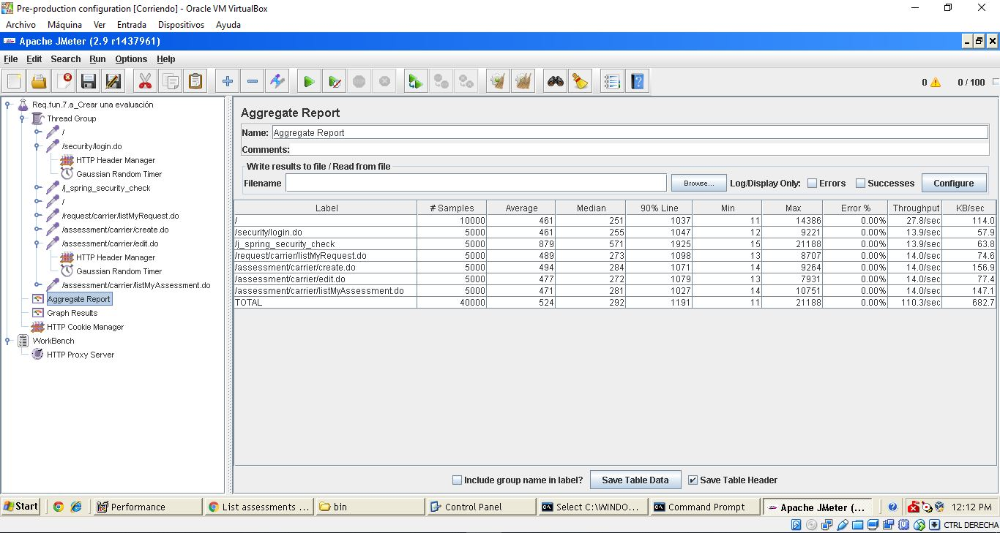 Pre-production configuration [Corriendo] - Oracle VM VirtualBox
Archivo Máquina Ver Entrada Dispositivos Ayuda
Apache JMeter (2.9 r1437961)
File Edit Search Run Options Help
0 0 / 100
Req.fun.7.a_Crear una evaluación
Thread Group
/
/security/login.do
HTTP Header Manager
Gaussian Random Timer
/j_spring_security_check
/
/request/carrier/listMyRequest.do
/assessment/carrier/create.do
/assessment/carrier/edit.do
HTTP Header Manager
Gaussian Random Timer
/assessment/carrier/listMyAssessment.do
Aggregate Report
Graph Results
HTTP Cookie Manager
WorkBench
HTTP Proxy Server
Aggregate Report
Name: Aggregate Report
Comments:
Write results to file / Read from file
Filename Browse... Log/Display Only: Errors Successes Configure
Label # Samples Average Median 90% Line Min Max Error % Throughput KB/sec
/ 10000 461 251 1037 11 14386 0.00% 27.8/sec 114.0
/security/login.do 5000 461 255 1047 12 9221 0.00% 13.9/sec 57.9
/j_spring_security_check 5000 879 571 1925 15 21188 0.00% 13.9/sec 63.8
/request/carrier/listMyRequest.do 5000 489 273 1098 13 8707 0.00% 14.0/sec 74.6
/assessment/carrier/create.do 5000 494 284 1071 14 9264 0.00% 14.0/sec 156.9
/assessment/carrier/edit.do 5000 477 272 1079 13 7931 0.00% 14.0/sec 77.4
/assessment/carrier/listMyAssessment.do 5000 471 281 1027 14 10751 0.00% 14.0/sec 147.1
TOTAL 40000 524 292 1191 11 21188 0.00% 110.3/sec 682.7
Include group name in label? Save Table Data Save Table Header
Start Performance List assessments ... bin Control Panel Select C:\WINDO... Command Prompt Apache JMeter (... 12:12 PM
CTRL DERECHA